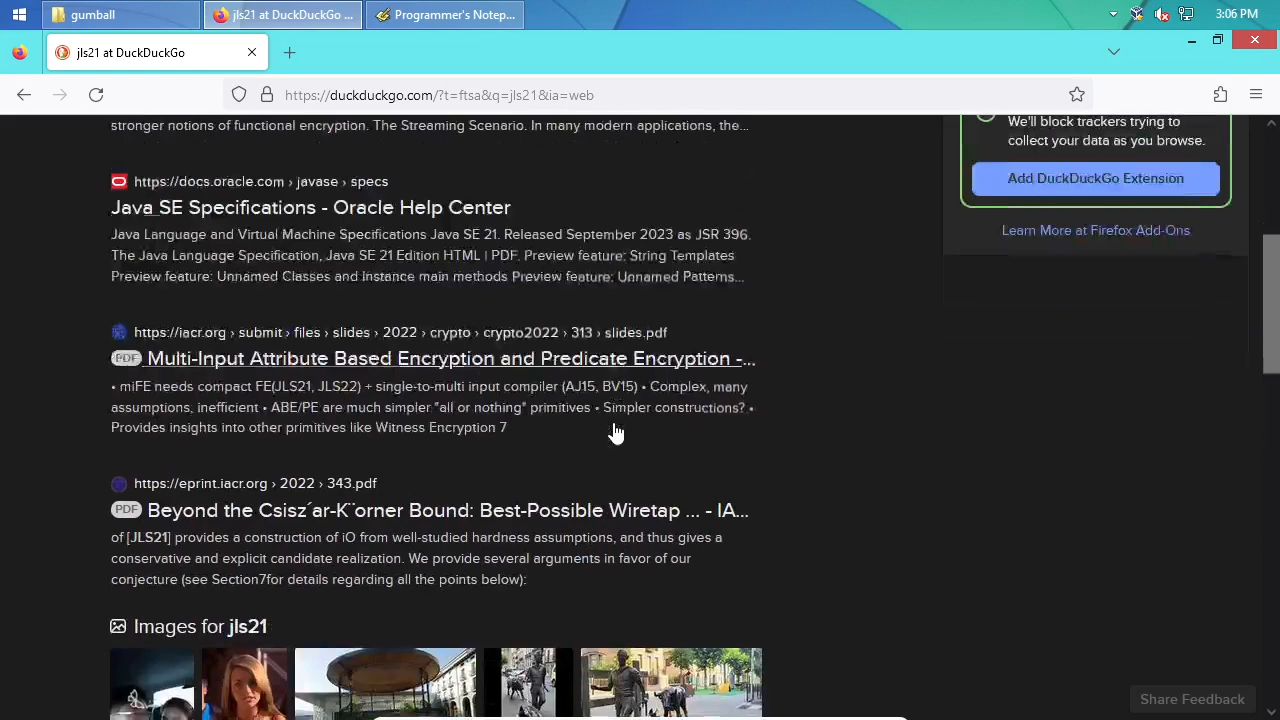 gumball
jls21 at DuckDuckGo ...
Programmer's Notep...
3:06 PM
jls21 at DuckDuckGo
https://duckduckgo.com/?t=ftsa&q=jls21&ia=web
stronger notions of functional encryption. The Streaming Scenario. In many modern applications, the...
We'll block trackers trying to
collect your data as you browse.
Add DuckDuckGo Extension
Learn More at Firefox Add-Ons
https://docs.oracle.com › javase › specs
Java SE Specifications - Oracle Help Center
Java Language and Virtual Machine Specifications Java SE 21. Released September 2023 as JSR 396.
The Java Language Specification, Java SE 21 Edition HTML | PDF. Preview feature: String Templates
Preview feature: Unnamed Classes and Instance main methods Preview feature: Unnamed Patterns...
https://iacr.org › submit › files › slides › 2022 › crypto › crypto2022 › 313 › slides.pdf
PDF Multi-Input Attribute Based Encryption and Predicate Encryption -...
• miFE needs compact FE(JLS21, JLS22) + single-to-multi input compiler (AJ15, BV15) • Complex, many
assumptions, inefficient • ABE/PE are much simpler "all or nothing" primitives • Simpler constructions? •
Provides insights into other primitives like Witness Encryption 7
https://eprint.iacr.org › 2022 › 343.pdf
PDF Beyond the Csisz´ar-K¨orner Bound: Best-Possible Wiretap ... - IA...
of [JLS21] provides a construction of iO from well-studied hardness assumptions, and thus gives a
conservative and explicit candidate realization. We provide several arguments in favor of our
conjecture (see Section7for details regarding all the points below):
Images for jls21
Share Feedback